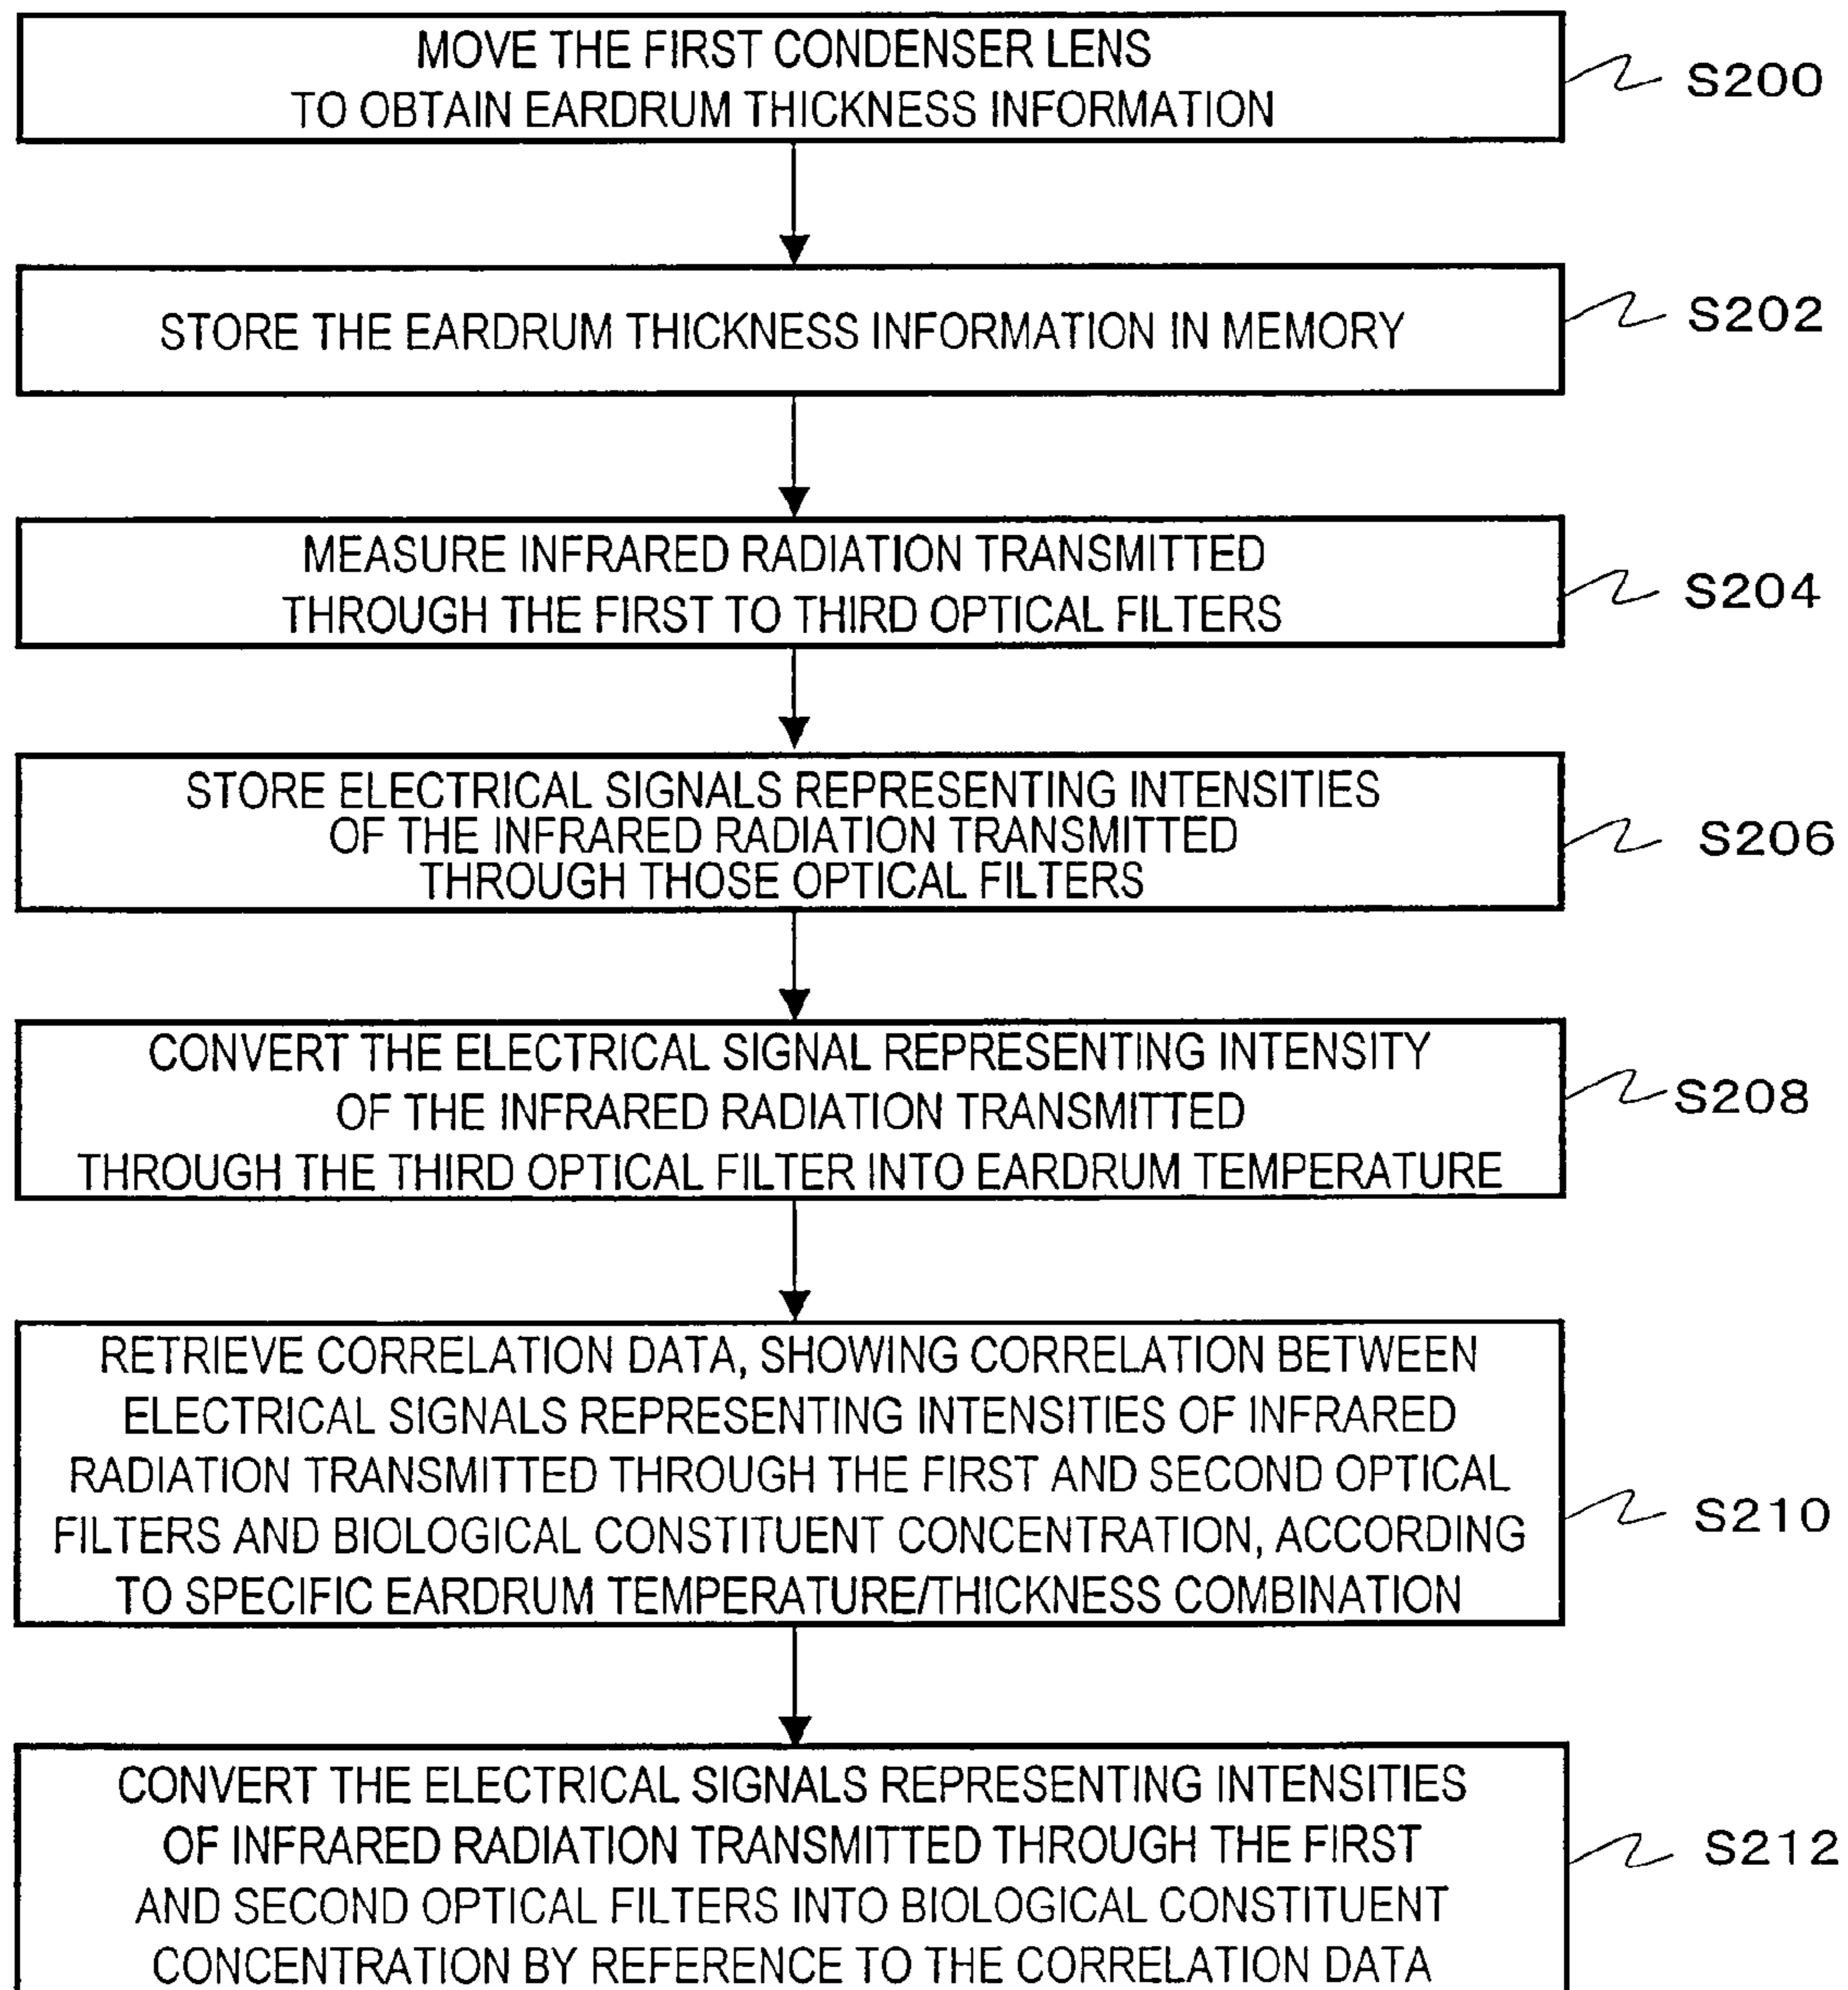 MOVE THE FIRST CONDENSER LENS
TO OBTAIN EARDRUM THICKNESS INFORMATION
S200
STORE THE EARDRUM THICKNESS INFORMATION IN MEMORY
S202
MEASURE INFRARED RADIATION TRANSMITTED
THROUGH THE FIRST TO THIRD OPTICAL FILTERS
S204
STORE ELECTRICAL SIGNALS REPRESENTING INTENSITIES
OF THE INFRARED RADIATION TRANSMITTED
THROUGH THOSE OPTICAL FILTERS
S206
CONVERT THE ELECTRICAL SIGNAL REPRESENTING INTENSITY
OF THE INFRARED RADIATION TRANSMITTED
THROUGH THE THIRD OPTICAL FILTER INTO EARDRUM TEMPERATURE
S208
RETRIEVE CORRELATION DATA, SHOWING CORRELATION BETWEEN
ELECTRICAL SIGNALS REPRESENTING INTENSITIES OF INFRARED
RADIATION TRANSMITTED THROUGH THE FIRST AND SECOND OPTICAL
FILTERS AND BIOLOGICAL CONSTITUENT CONCENTRATION, ACCORDING
TO SPECIFIC EARDRUM TEMPERATURE/THICKNESS COMBINATION
S210
CONVERT THE ELECTRICAL SIGNALS REPRESENTING INTENSITIES
OF INFRARED RADIATION TRANSMITTED THROUGH THE FIRST
AND SECOND OPTICAL FILTERS INTO BIOLOGICAL CONSTITUENT
CONCENTRATION BY REFERENCE TO THE CORRELATION DATA
S212